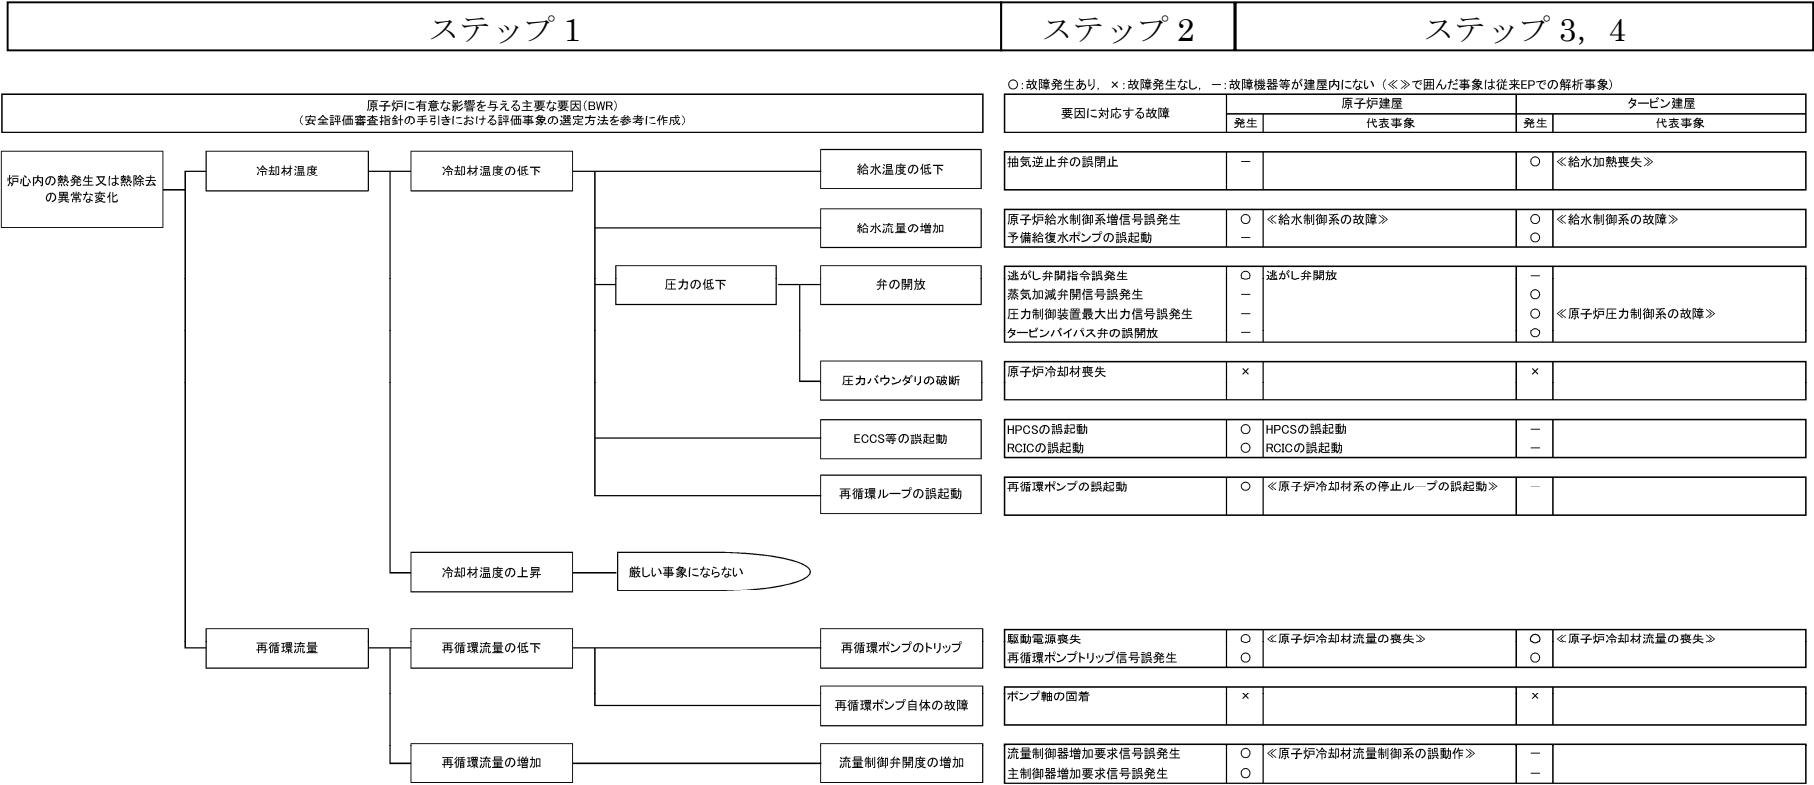 ステップ 1
ステップ 2
ステップ 3, 4
○:故障発生あり, ×:故障発生なし, －:故障機器等が建屋内にない（≪≫で囲んだ事象は従来EPでの解析事象）
原子炉に有意な影響を与える主要な要因(BWR)
（安全評価審査指針の手引きにおける評価事象の選定方法を参考に作成）
要因に対応する故障
原子炉建屋
タービン建屋
発生
代表事象
発生
代表事象
炉心内の熱発生又は熱除去
の異常な変化
冷却材温度
冷却材温度の低下
給水温度の低下
抽気逆止弁の誤閉止 － ○ ≪給水加熱喪失≫
給水流量の増加
原子炉給水制御系増信号誤発生 ○ ≪給水制御系の故障≫ ○ ≪給水制御系の故障≫
予備給復水ポンプの誤起動 － ○
圧力の低下
弁の開放
逃がし弁開指令誤発生 ○ 逃がし弁開放 －
蒸気加減弁開信号誤発生 － ○
圧力制御装置最大出力信号誤発生 － ○ ≪原子炉圧力制御系の故障≫
タービンバイパス弁の誤開放 － ○
圧力バウンダリの破断
原子炉冷却材喪失 × ×
ECCS等の誤起動
HPCSの誤起動 ○ HPCSの誤起動 －
RCICの誤起動 ○ RCICの誤起動 －
再循環ループの誤起動
再循環ポンプの誤起動 ○ ≪原子炉冷却材系の停止ループの誤起動≫ －
冷却材温度の上昇
厳しい事象にならない
再循環流量
再循環流量の低下
再循環ポンプのトリップ
駆動電源喪失 ○ ≪原子炉冷却材流量の喪失≫ ○ ≪原子炉冷却材流量の喪失≫
再循環ポンプトリップ信号誤発生 ○ ○
再循環ポンプ自体の故障
ポンプ軸の固着 × ×
再循環流量の増加
流量制御弁開度の増加
流量制御器増加要求信号誤発生 ○ ≪原子炉冷却材流量制御系の誤動作≫ －
主制御器増加要求信号誤発生 ○ －